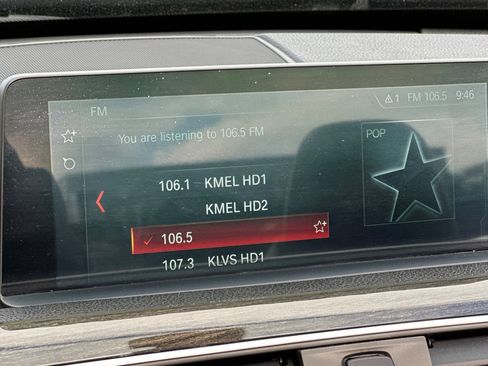 FM
1 FM 106.5 9:46
You are listening to 106.5 FM
POP
106.1 KMEL HD1
KMEL HD2
106.5
107.3 KLVS HD1